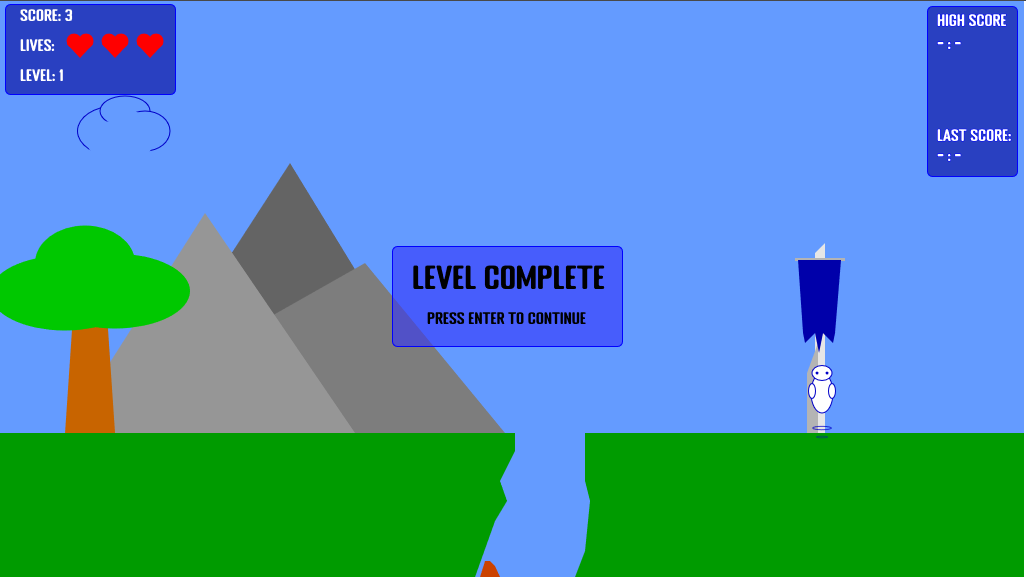 SCORE: 3
LIVES:
LEVEL: 1
HIGH SCORE
- : -
LAST SCORE:
- : -
LEVEL COMPLETE
PRESS ENTER TO CONTINUE